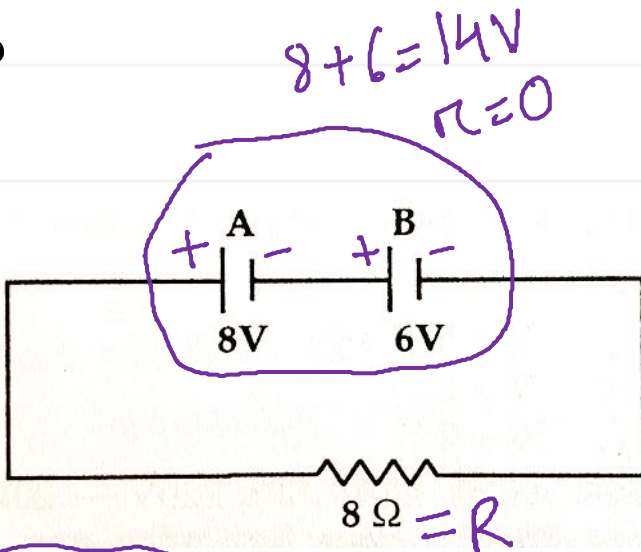 8+6=14V
r=0
A B
+ - + -
8V 6V
8 Ω =R